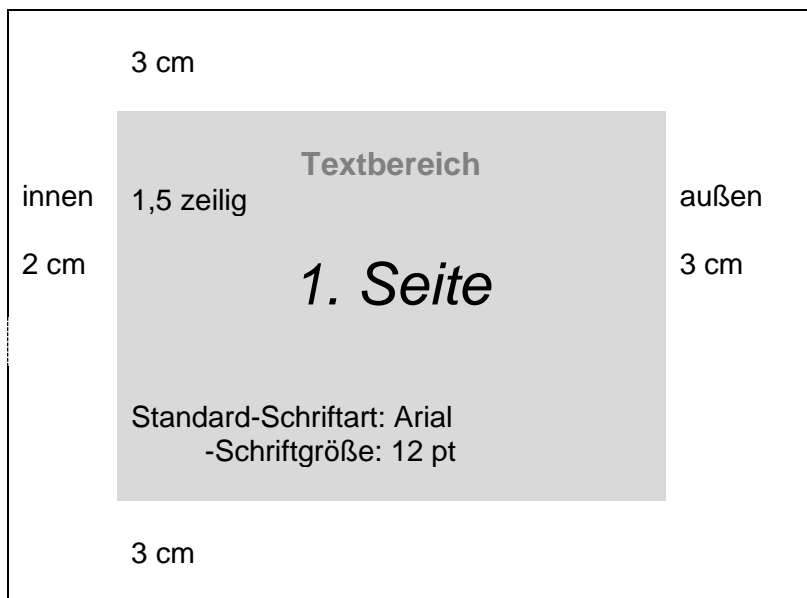 3 cm
Textbereich
innen
1,5 zeilig
außen
2 cm
1. Seite
3 cm
Standard-Schriftart: Arial
-Schriftgröße: 12 pt
3 cm